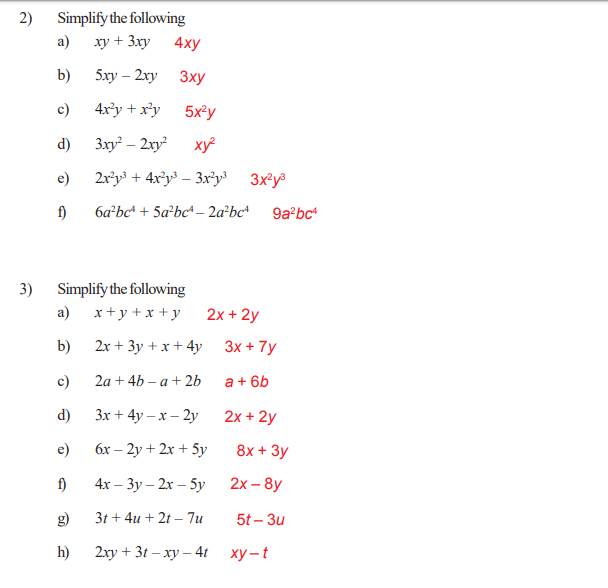 2) Simplify the following
a) xy + 3xy 4xy
b) 5xy – 2xy 3xy
c) 4x²y + x²y 5x²y
d) 3xy² – 2xy² xy²
e) 2x²y³ + 4x²y³ – 3x²y³ 3x²y³
f) 6a²bc⁴ + 5a²bc⁴ – 2a²bc⁴ 9a²bc⁴
3) Simplify the following
a) x + y + x + y 2x + 2y
b) 2x + 3y + x + 4y 3x + 7y
c) 2a + 4b – a + 2b a + 6b
d) 3x + 4y – x – 2y 2x + 2y
e) 6x – 2y + 2x + 5y 8x + 3y
f) 4x – 3y – 2x – 5y 2x – 8y
g) 3t + 4u + 2t – 7u 5t – 3u
h) 2xy + 3t – xy – 4t xy – t